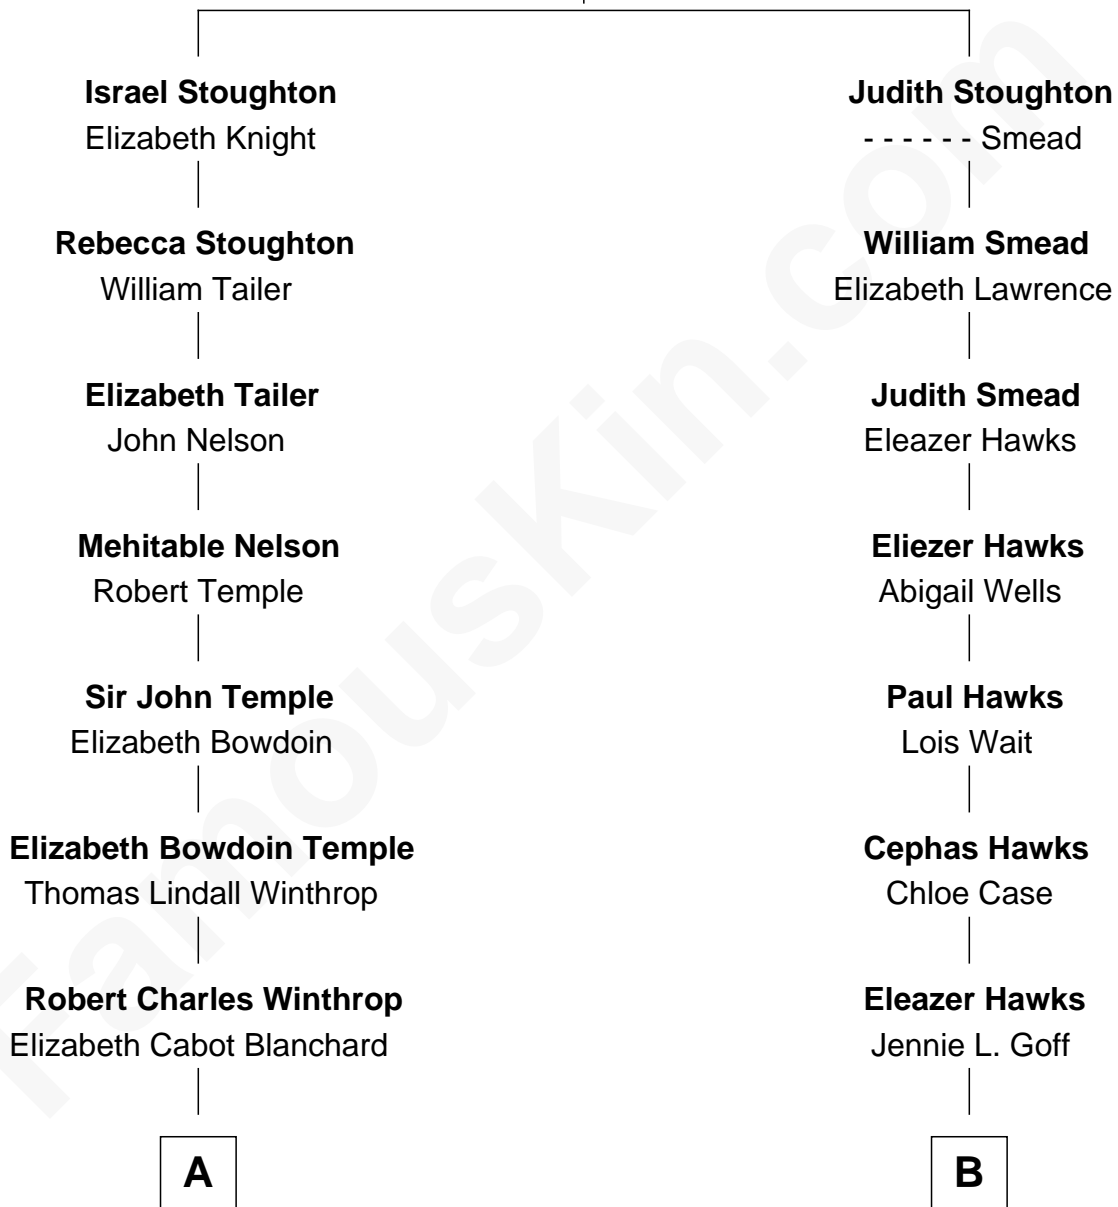 Israel Stoughton
Elizabeth Knight
Rebecca Stoughton
William Tailer
Elizabeth Tailer
John Nelson
Mehitable Nelson
Robert Temple
Sir John Temple
Elizabeth Bowdoin
Elizabeth Bowdoin Temple
Thomas Lindall Winthrop
Robert Charles Winthrop
Elizabeth Cabot Blanchard
A
Judith Stoughton
- - - - - - Smead
William Smead
Elizabeth Lawrence
Judith Smead
Eleazer Hawks
Eliezer Hawks
Abigail Wells
Paul Hawks
Lois Wait
Cephas Hawks
Chloe Case
Eleazer Hawks
Jennie L. Goff
B
FamousKin.com